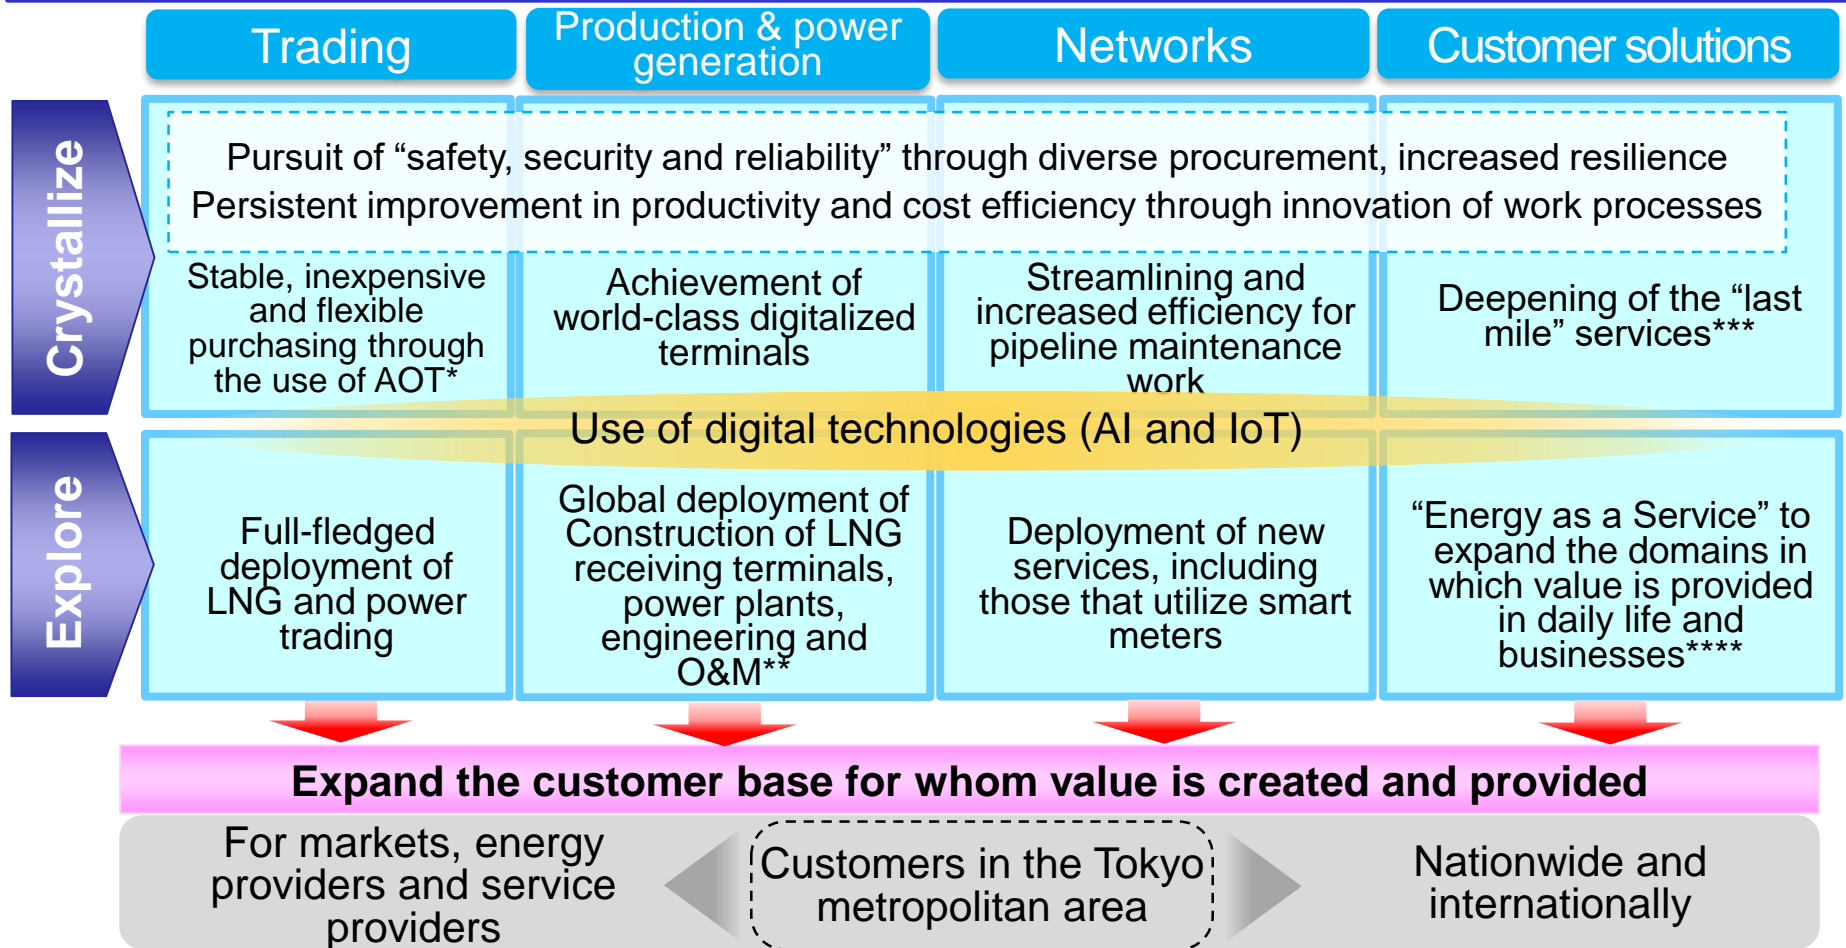 Trading
Production & power
generation
Networks
Customer solutions
Crystallize
Pursuit of “safety, security and reliability” through diverse procurement, increased resilience
Persistent improvement in productivity and cost efficiency through innovation of work processes
Stable, inexpensive
and flexible
purchasing through
the use of AOT*
Achievement of
world-class digitalized
terminals
Streamlining and
increased efficiency for
pipeline maintenance
work
Deepening of the “last
mile” services***
Use of digital technologies (AI and IoT)
Explore
Full-fledged
deployment of
LNG and power
trading
Global deployment of
Construction of LNG
receiving terminals,
power plants,
engineering and
O&M**
Deployment of new
services, including
those that utilize smart
meters
“Energy as a Service” to
expand the domains in
which value is provided
in daily life and
businesses****
Expand the customer base for whom value is created and provided
For markets, energy
providers and service
providers
Customers in the Tokyo
metropolitan area
Nationwide and
internationally